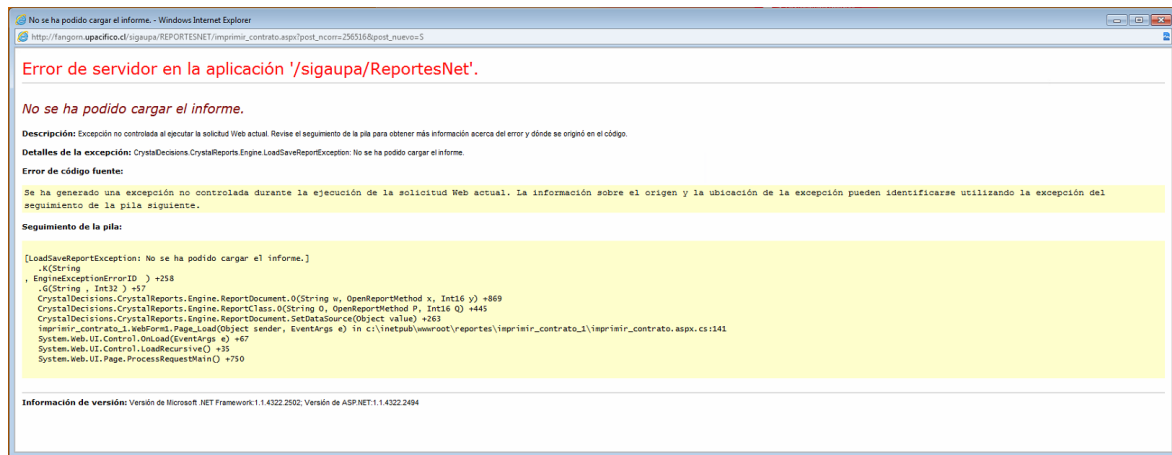 No se ha podido cargar el informe. - Windows Internet Explorer
http://fangorn.upacifico.cl/sigaupa/REPORTESNET/imprimir_contrato.aspx?post_ncorr=256516&post_nuevo=S
Error de servidor en la aplicación '/sigaupa/ReportesNet'.
No se ha podido cargar el informe.
Descripción: Excepción no controlada al ejecutar la solicitud Web actual. Revise el seguimiento de la pila para obtener más información acerca del error y dónde se originó en el código.
Detalles de la excepción: CrystalDecisions.CrystalReports.Engine.LoadSaveReportException: No se ha podido cargar el informe.
Error de código fuente:
Se ha generado una excepción no controlada durante la ejecución de la solicitud Web actual. La información sobre el origen y la ubicación de la excepción pueden identificarse utilizando la excepción del
seguimiento de la pila siguiente.
Seguimiento de la pila:
[LoadSaveReportException: No se ha podido cargar el informe.]
.K(String
, EngineExceptionErrorID  ) +258
.G(String , Int32 ) +57
CrystalDecisions.CrystalReports.Engine.ReportDocument.O(String w, OpenReportMethod x, Int16 y) +869
CrystalDecisions.CrystalReports.Engine.ReportClass.O(String O, OpenReportMethod P, Int16 Q) +445
CrystalDecisions.CrystalReports.Engine.ReportDocument.SetDataSource(Object value) +263
imprimir_contrato_1.WebForm1.Page_Load(Object sender, EventArgs e) in c:\inetpub\wwwroot\reportes\imprimir_contrato_1\imprimir_contrato.aspx.cs:141
System.Web.UI.Control.OnLoad(EventArgs e) +67
System.Web.UI.Control.LoadRecursive() +35
System.Web.UI.Page.ProcessRequestMain() +750
Información de versión: Versión de Microsoft .NET Framework:1.1.4322.2502; Versión de ASP.NET:1.1.4322.2494